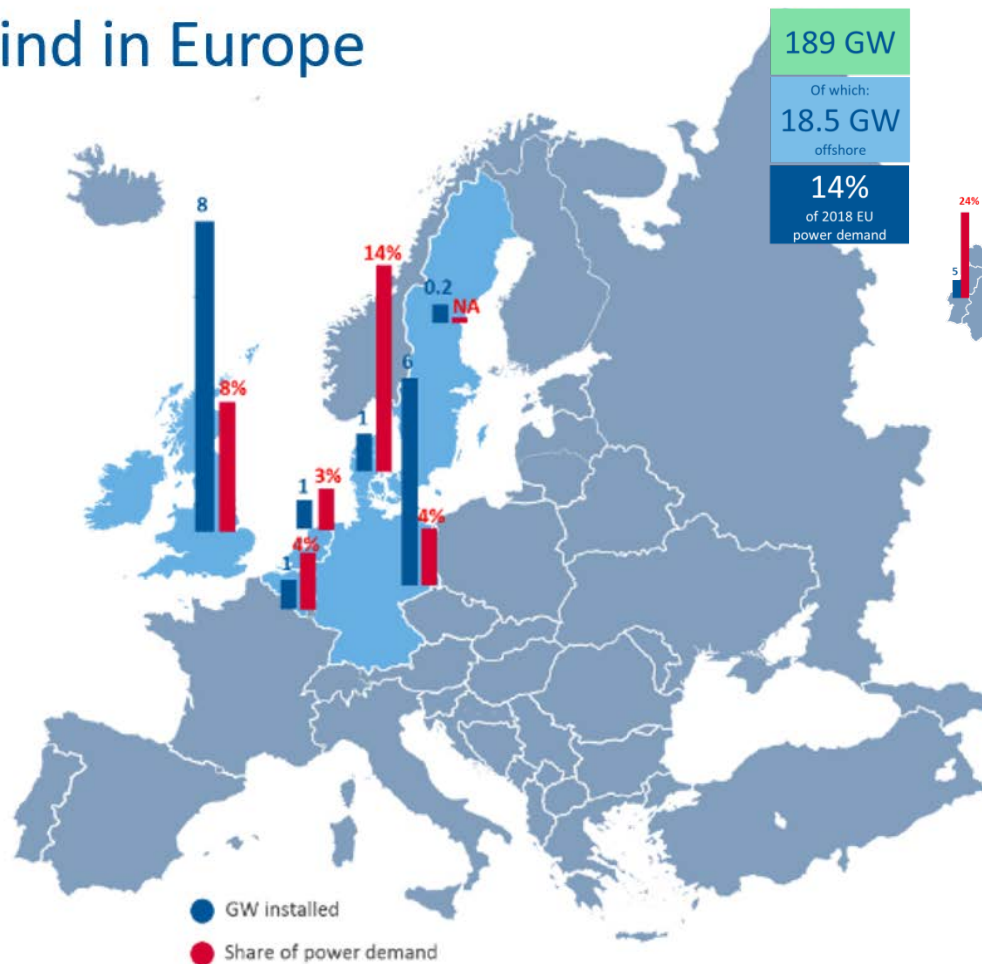 ind in Europe
189 GW
Of which:
18.5 GW
offshore
14%
of 2018 EU
power demand
24%
5
8
14%
0.2
NA
6
8%
1
3%
1
4%
4%
1
GW installed
Share of power demand